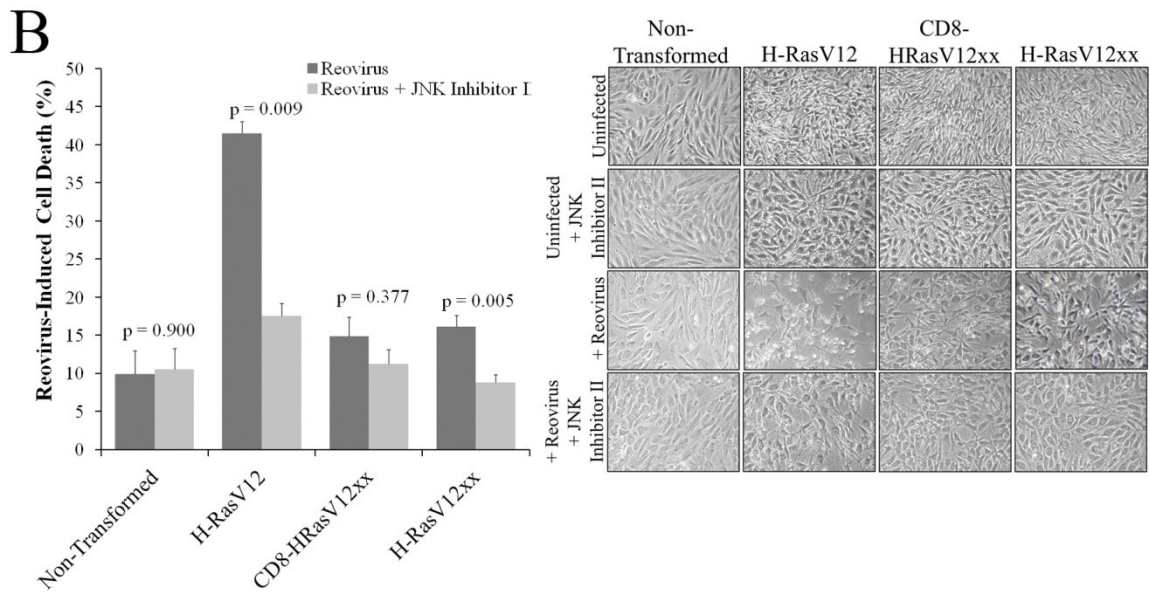 B
Reovirus-Induced Cell Death (%)
50
45
40
35
30
25
20
15
10
5
0
Reovirus
Reovirus + JNK Inhibitor I
p = 0.900
p = 0.009
p = 0.377
p = 0.005
Non-Transformed
H-RasV12
CD8-HRasV12xx
H-RasV12xx
Non-
Transformed
H-RasV12
CD8-
HRasV12xx
H-RasV12xx
Uninfected
Uninfected
+ JNK
Inhibitor II
+ Reovirus
+ Reovirus
+ JNK
Inhibitor II